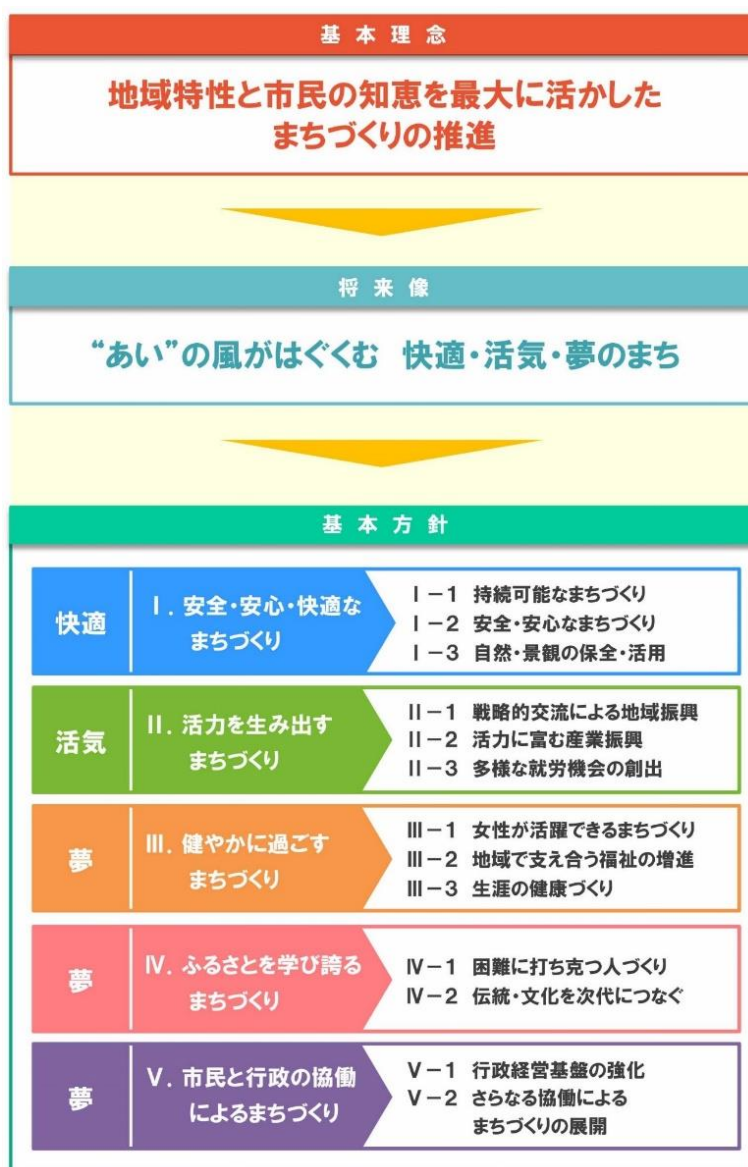 基本理念
地域特性と市民の知恵を最大に活かした
まちづくりの推進
将来像
“あい”の風がはぐくむ 快適・活気・夢のまち
基本方針
快適
Ⅰ. 安全・安心・快適な
まちづくり
Ⅰ－1 持続可能なまちづくり
Ⅰ－2 安全・安心なまちづくり
Ⅰ－3 自然・景観の保全・活用
活気
Ⅱ. 活力を生み出す
まちづくり
Ⅱ－1 戦略的交流による地域振興
Ⅱ－2 活力に富む産業振興
Ⅱ－3 多様な就労機会の創出
夢
Ⅲ. 健やかに過ごす
まちづくり
Ⅲ－1 女性が活躍できるまちづくり
Ⅲ－2 地域で支え合う福祉の増進
Ⅲ－3 生涯の健康づくり
夢
Ⅳ. ふるさとを学び誇る
まちづくり
Ⅳ－1 困難に打ち克つ人づくり
Ⅳ－2 伝統・文化を次代につなぐ
夢
Ⅴ. 市民と行政の協働
によるまちづくり
Ⅴ－1 行政経営基盤の強化
Ⅴ－2 さらなる協働による
まちづくりの展開